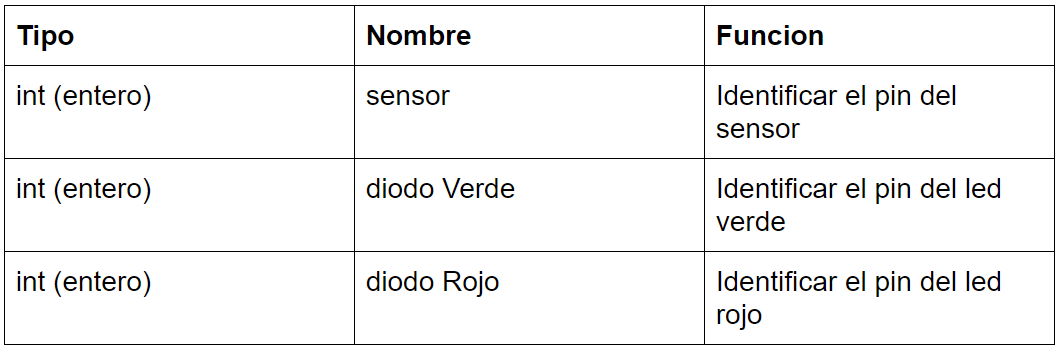 Tipo Nombre Funcion
int (entero) sensor Identificar el pin del
sensor
int (entero) diodo Verde Identificar el pin del led
verde
int (entero) diodo Rojo Identificar el pin del led
rojo